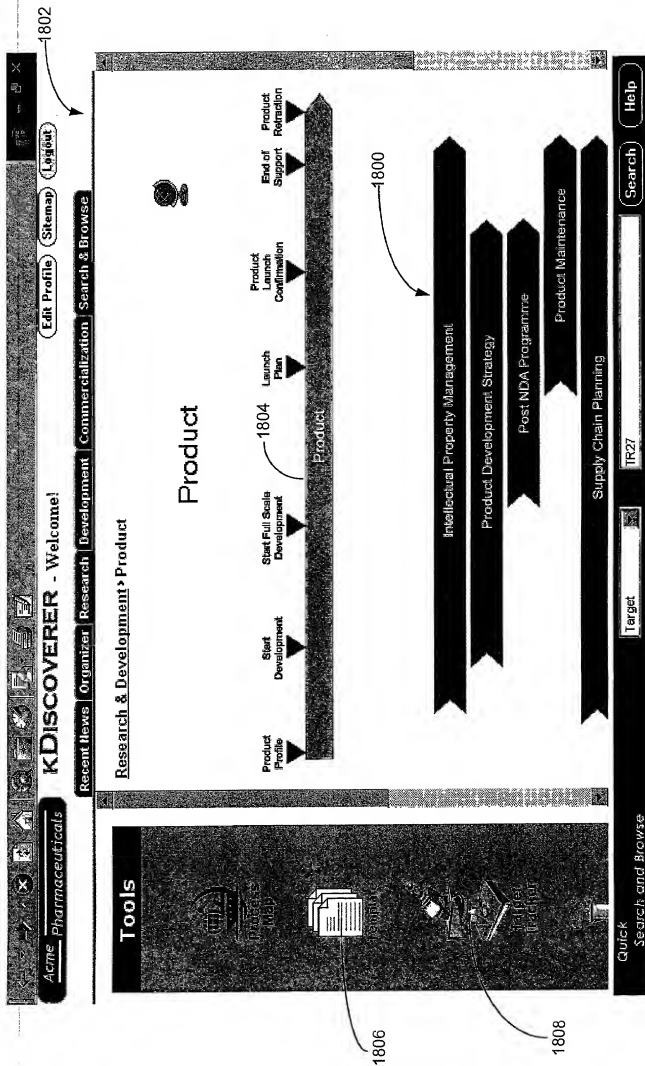 1802
Acme
Pharmaceuticals
KDISCOVERER - Welcome!
Edit Profile
Sitemap
Logout
Recent News
Organizer
Research
Development
Commercialization
Search & Browse
Tools
Process
Map
1806
1808
Research & Development > Product
Product
Product
Profile
Start
Development
Start Full Scale
Development
Launch
Plan
Product
Launch
Confirmation
End of
Support
Product
Retraction
1804
Product
1800
Intellectual Property Management
Product Development Strategy
Post NDA Programme
Product Maintenance
Supply Chain Planning
Quick
Search and Browse
Target
TR27
Search
Help